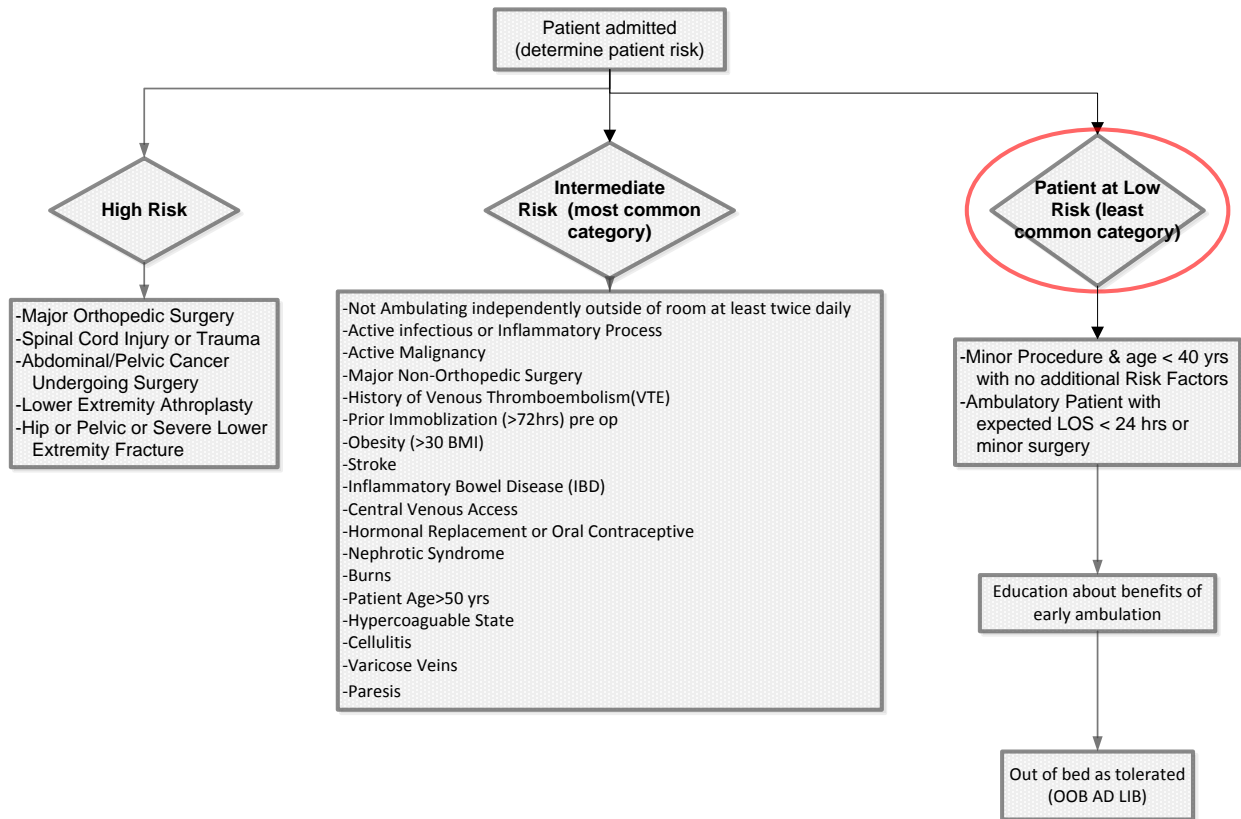 Patient admitted
(determine patient risk)
High Risk
Intermediate
Risk (most common
category)
Patient at Low
Risk (least
common category)
-Major Orthopedic Surgery
-Spinal Cord Injury or Trauma
-Abdominal/Pelvic Cancer
Undergoing Surgery
-Lower Extremity Athroplasty
-Hip or Pelvic or Severe Lower
Extremity Fracture
-Not Ambulating independently outside of room at least twice daily
-Active infectious or Inflammatory Process
-Active Malignancy
-Major Non-Orthopedic Surgery
-History of Venous Thromboembolism(VTE)
-Prior Immoblization (>72hrs) pre op
-Obesity (>30 BMI)
-Stroke
-Inflammatory Bowel Disease (IBD)
-Central Venous Access
-Hormonal Replacement or Oral Contraceptive
-Nephrotic Syndrome
-Burns
-Patient Age>50 yrs
-Hypercoaguable State
-Cellulitis
-Varicose Veins
-Paresis
-Minor Procedure & age < 40 yrs
with no additional Risk Factors
-Ambulatory Patient with
expected LOS < 24 hrs or
minor surgery
Education about benefits of
early ambulation
Out of bed as tolerated
(OOB AD LIB)